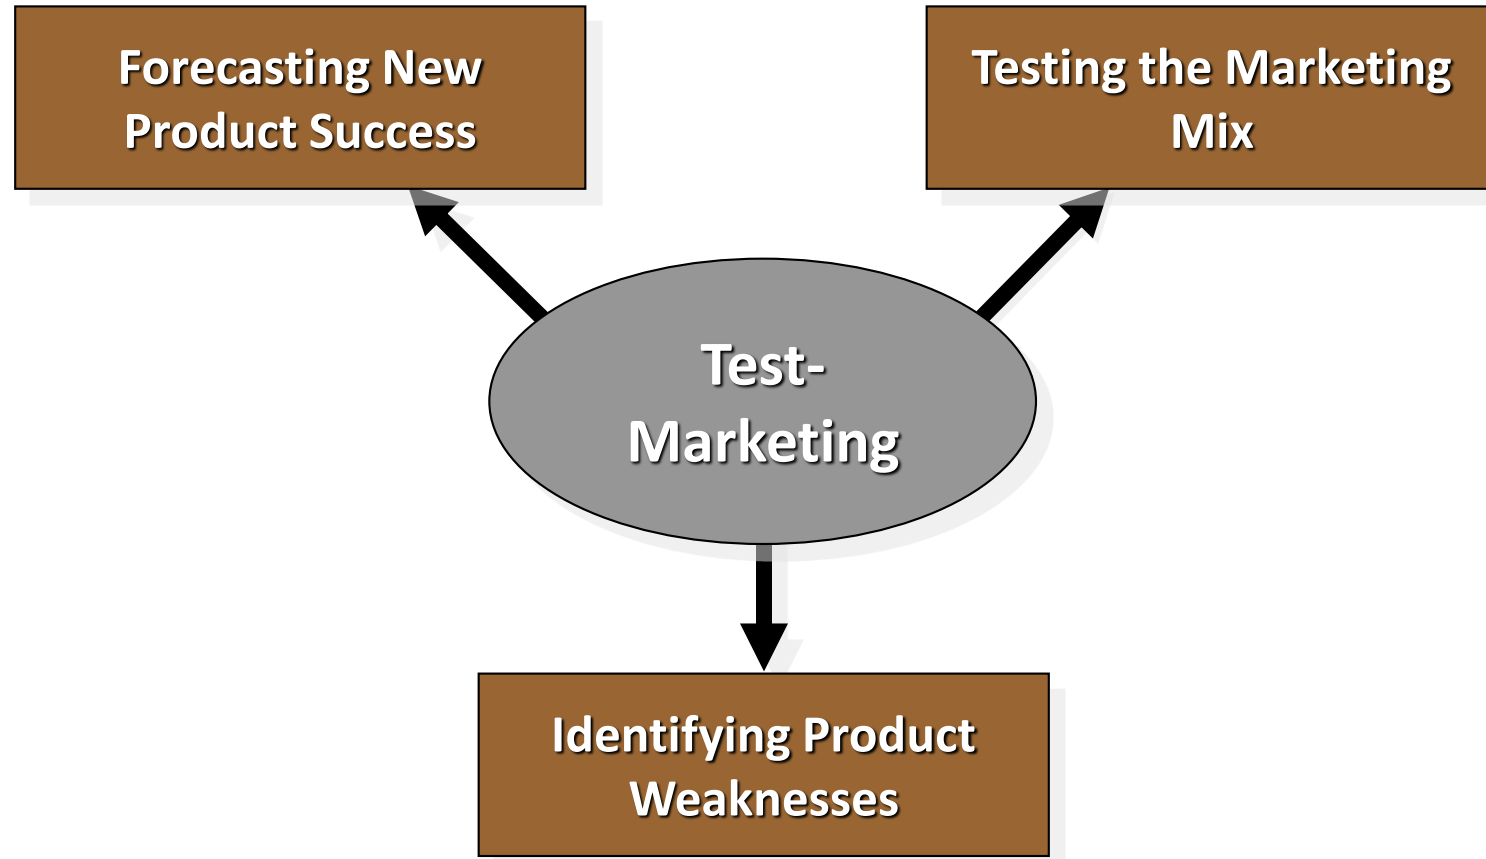 Forecasting New
Product Success
Testing the Marketing
Mix
Test-
Marketing
Identifying Product
Weaknesses